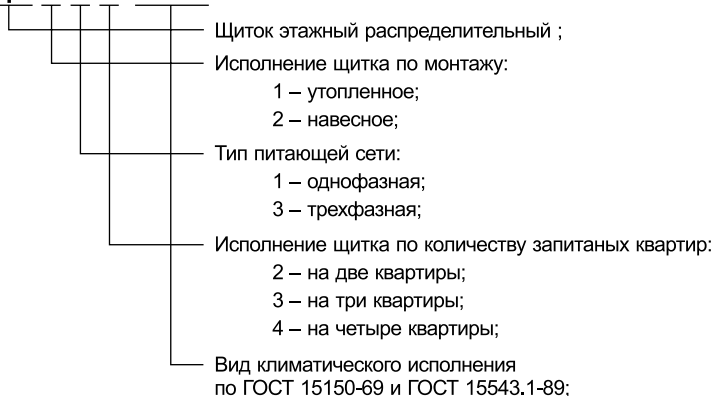 Щиток этажный распределительный ;
Исполнение щитка по монтажу:
1 – утопленное;
2 – навесное;
Тип питающей сети:
1 – однофазная;
3 – трехфазная;
Исполнение щитка по количеству запитаных квартир:
2 – на две квартиры;
3 – на три квартиры;
4 – на четыре квартиры;
Вид климатического исполнения
по ГОСТ 15150-69 и ГОСТ 15543.1-89;